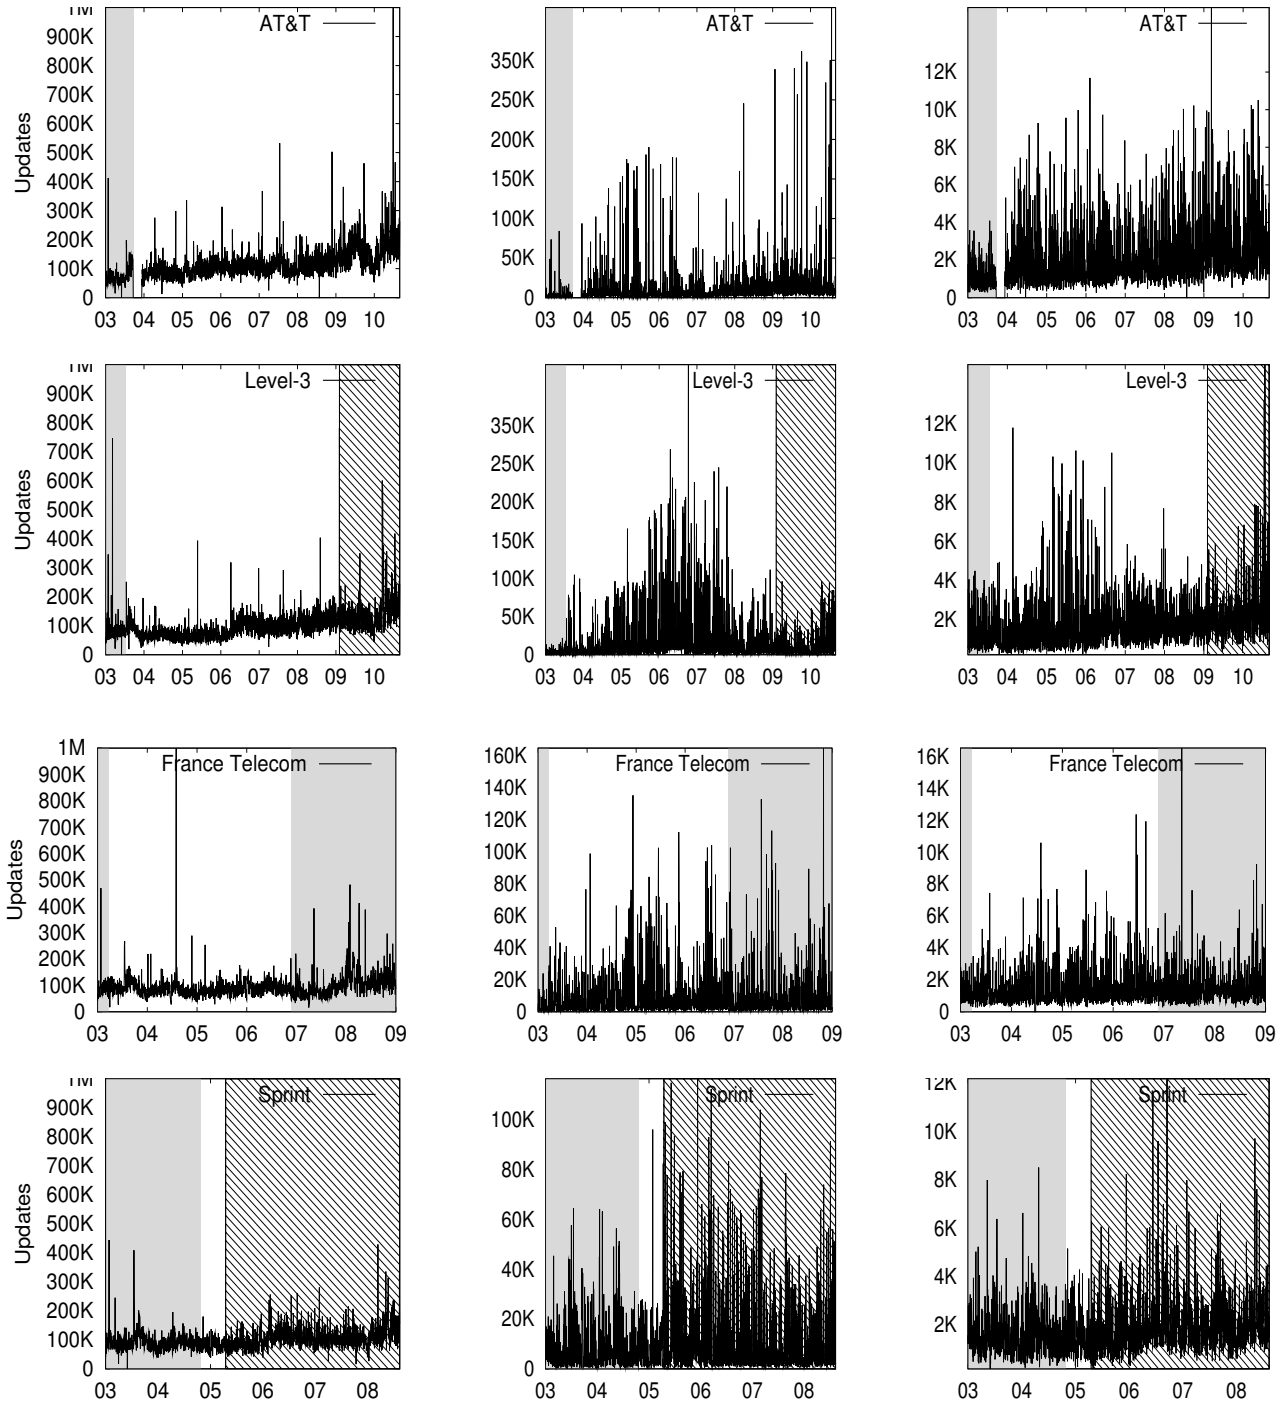 1M
900K
800K
700K
600K
500K
400K
300K
200K
100K
0
Updates
AT&T
03 04 05 06 07 08 09 10
350K
250K
200K
150K
100K
50K
0
AT&T
03 04 05 06 07 08 09 10
12K
10K
8K
6K
4K
2K
0
AT&T
03 04 05 06 07 08 09 10
1M
900K
800K
700K
600K
500K
400K
300K
200K
100K
0
Updates
Level-3
03 04 05 06 07 08 09 10
350K
250K
200K
150K
100K
50K
0
Level-3
03 04 05 06 07 08 09 10
12K
10K
8K
6K
4K
2K
Level-3
03 04 05 06 07 08 09 10
1M
900K
800K
700K
600K
500K
400K
300K
200K
100K
0
Updates
France Telecom
03 04 05 06 07 08 09
160K
140K
120K
100K
80K
60K
40K
20K
0
France Telecom
03 04 05 06 07 08 09
16K
14K
12K
10K
8K
6K
4K
2K
0
France Telecom
03 04 05 06 07 08 09
1M
900K
800K
700K
600K
500K
400K
300K
200K
100K
0
Updates
Sprint
03 04 05 06 07 08
100K
80K
60K
40K
20K
0
Sprint
03 04 05 06 07 08
12K
10K
8K
6K
4K
2K
Sprint
03 04 05 06 07 08